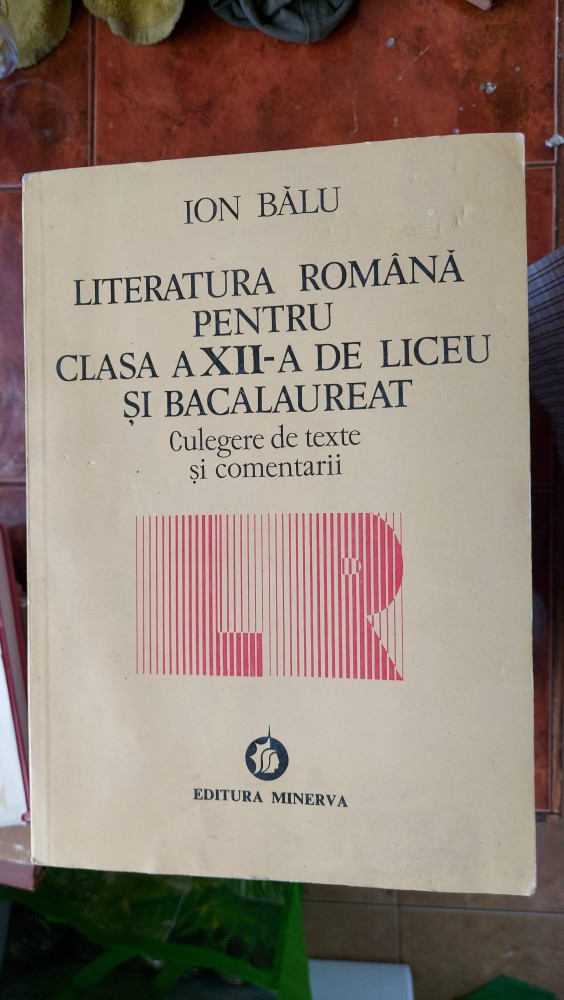 ION BĂLU
LITERATURA ROMÂNĂ
PENTRU
CLASA A XII-A DE LICEU
ȘI BACALAUREAT
Culegere de texte
și comentarii
LR
EDITURA MINERVA